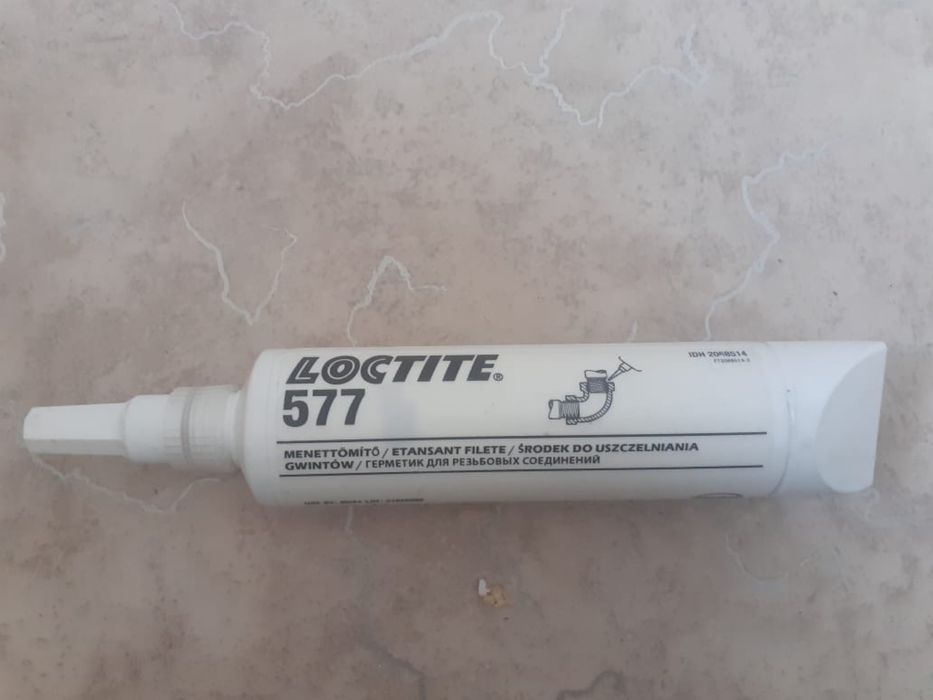 LOCTITE®
577
IDH 2068514
MENETTÖMÍTŐ / ETANSANT FILETE / ŚRODEK DO USZCZELNIANIA
GWINTÓW / ГЕРМЕТИК ДЛЯ РЕЗЬБОВЫХ СОЕДИНЕНИЙ